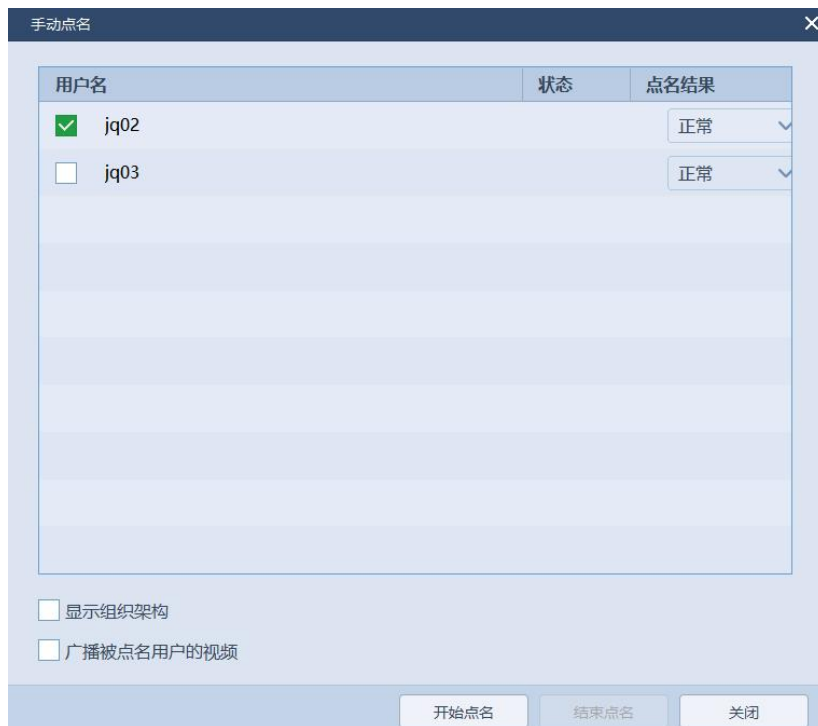 手动点名
用户名 状态 点名结果
jq02 正常
jq03 正常
显示组织架构
广播被点名用户的视频
开始点名 结束点名 关闭